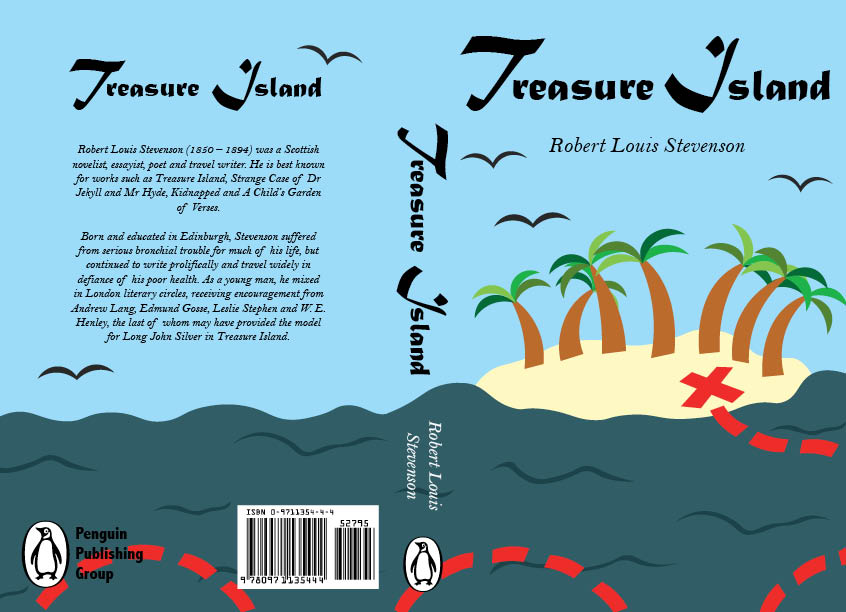 Treasure Island
Robert Louis Stevenson (1850 – 1894) was a Scottish
novelist, essayist, poet and travel writer. He is best known
for works such as Treasure Island, Strange Case of Dr
Jekyll and Mr Hyde, Kidnapped and A Child's Garden
of Verses.
Born and educated in Edinburgh, Stevenson suffered
from serious bronchial trouble for much of his life, but
continued to write prolifically and travel widely in
defiance of his poor health. As a young man, he mixed
in London literary circles, receiving encouragement from
Andrew Lang, Edmund Gosse, Leslie Stephen and W. E.
Henley, the last of whom may have provided the model
for Long John Silver in Treasure Island.
Penguin
Publishing
Group
ISBN 0-9711354-4-4
52795
9 780971 135444
Treasure Island
Robert Louis
Stevenson
Treasure Island
Robert Louis Stevenson